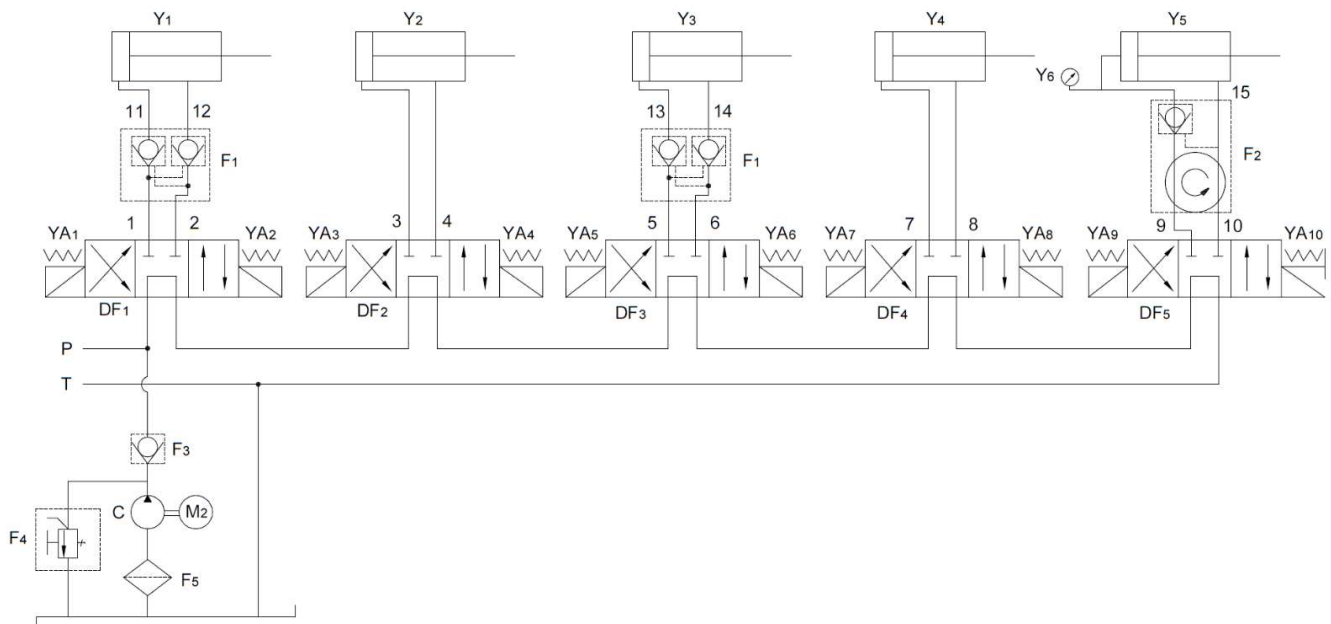 Y1 Y2 Y3 Y4 Y5
Y6
11 12 13 14 15
F1 F1 F2
1 2 3 4 5 6 7 8 9 10
YA1 YA2 YA3 YA4 YA5 YA6 YA7 YA8 YA9 YA10
DF1 DF2 DF3 DF4 DF5
P
T
F3
C M2
F4
F5